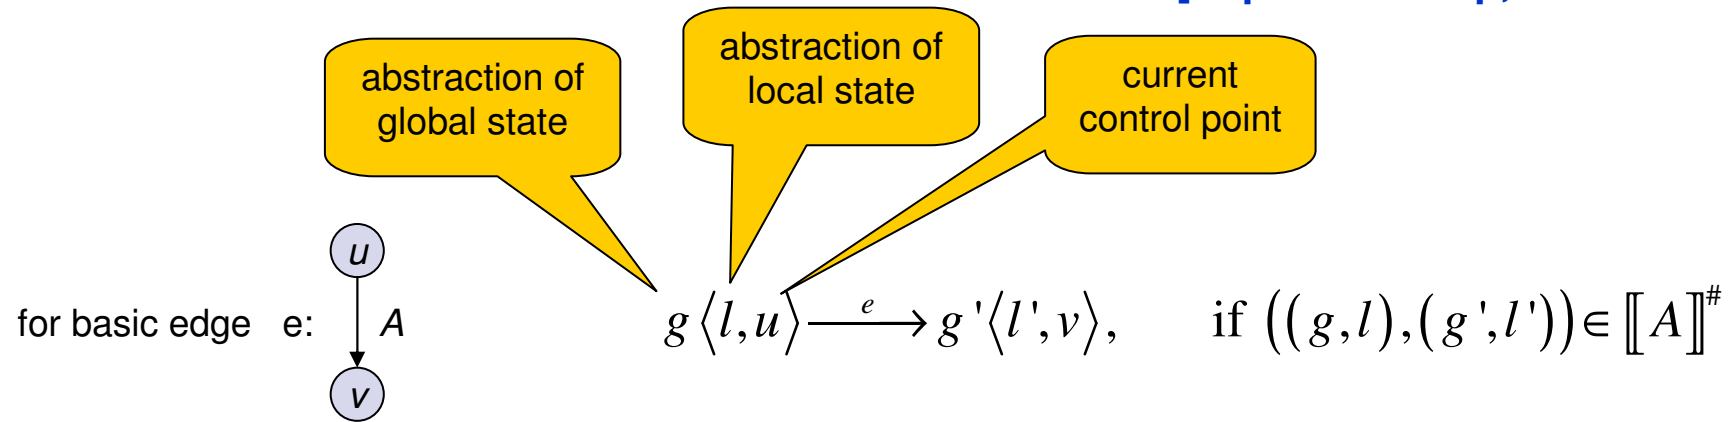 abstraction of
global state
abstraction of
local state
current
control point
u
for basic edge e: A
v
g⟨l,u⟩ —e→ g'⟨l',v⟩, if ((g,l),(g',l'))∈⟦A⟧^#